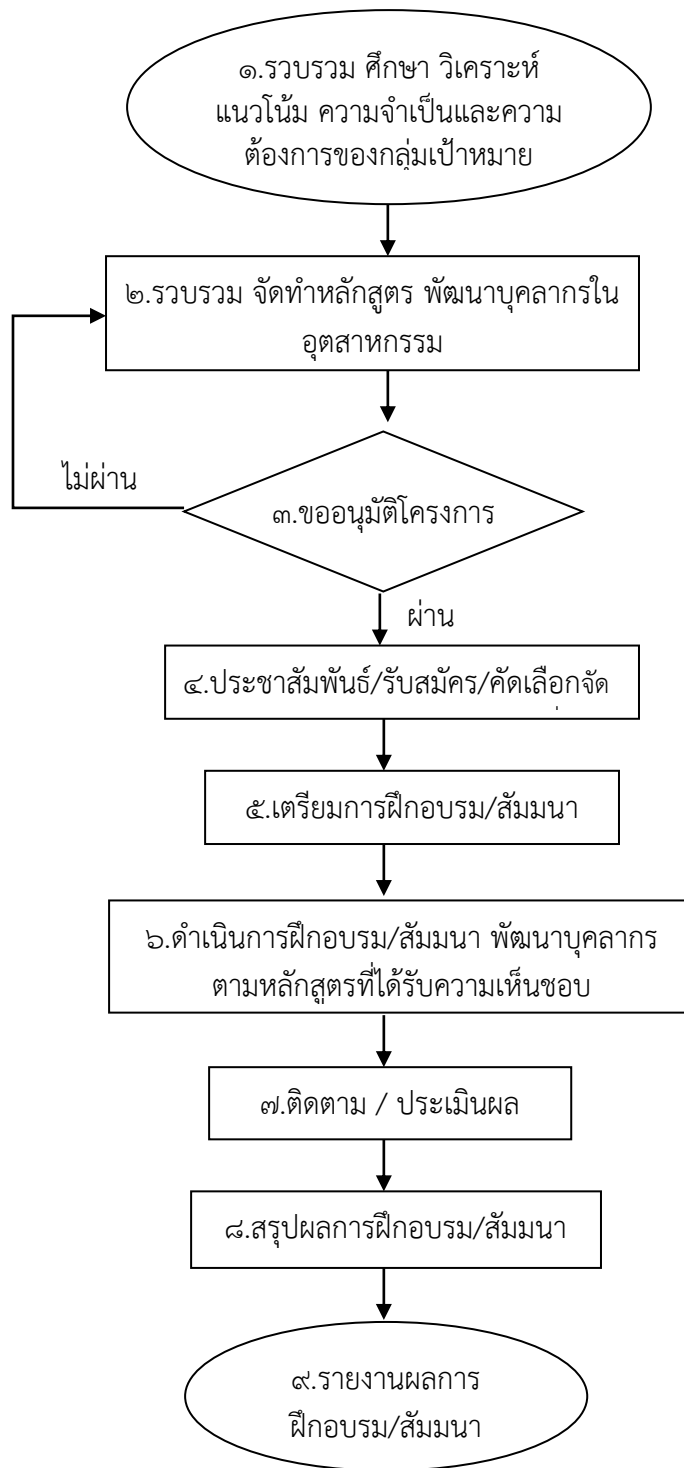 ๑.รวบรวม ศึกษา วิเคราะห์
แนวโน้ม ความจำเป็นและความ
ต้องการของกลุ่มเป้าหมาย
๒.รวบรวม จัดทำหลักสูตร พัฒนาบุคลากรใน
อุตสาหกรรม
ไม่ผ่าน
๓.ขออนุมัติโครงการ
ผ่าน
๔.ประชาสัมพันธ์/รับสมัคร/คัดเลือกจัด
๕.เตรียมการฝึกอบรม/สัมมนา
๖.ดำเนินการฝึกอบรม/สัมมนา พัฒนาบุคลากร
ตามหลักสูตรที่ได้รับความเห็นชอบ
๗.ติดตาม / ประเมินผล
๘.สรุปผลการฝึกอบรม/สัมมนา
๙.รายงานผลการ
ฝึกอบรม/สัมมนา